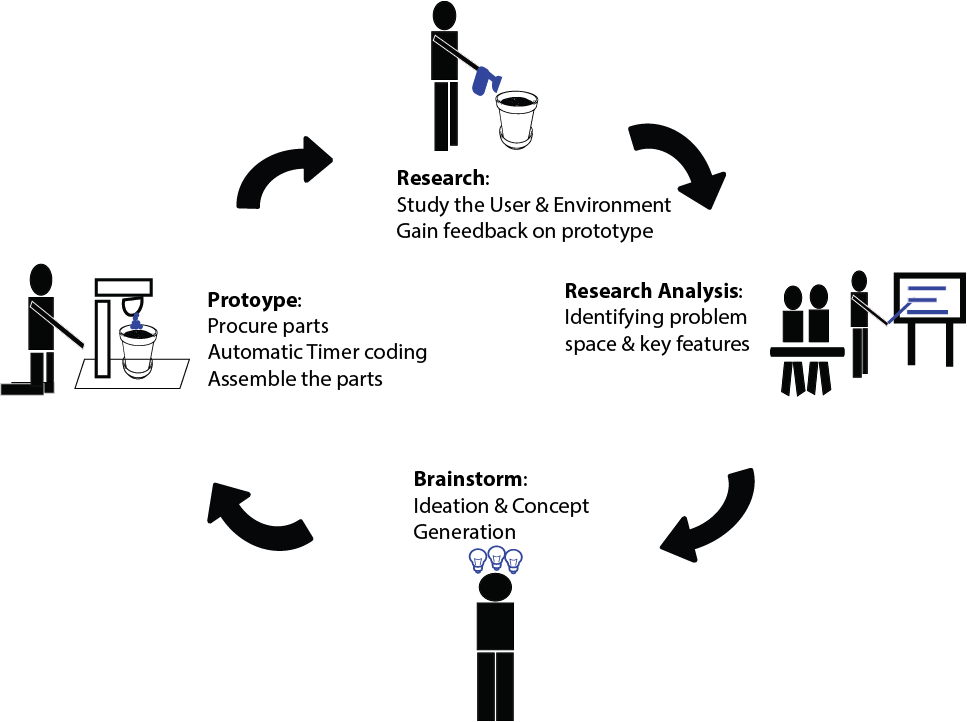 Research:
Study the User & Environment
Gain feedback on prototype
Research Analysis:
Identifying problem
space & key features
Brainstorm:
Ideation & Concept
Generation
Protoype:
Procure parts
Automatic Timer coding
Assemble the parts